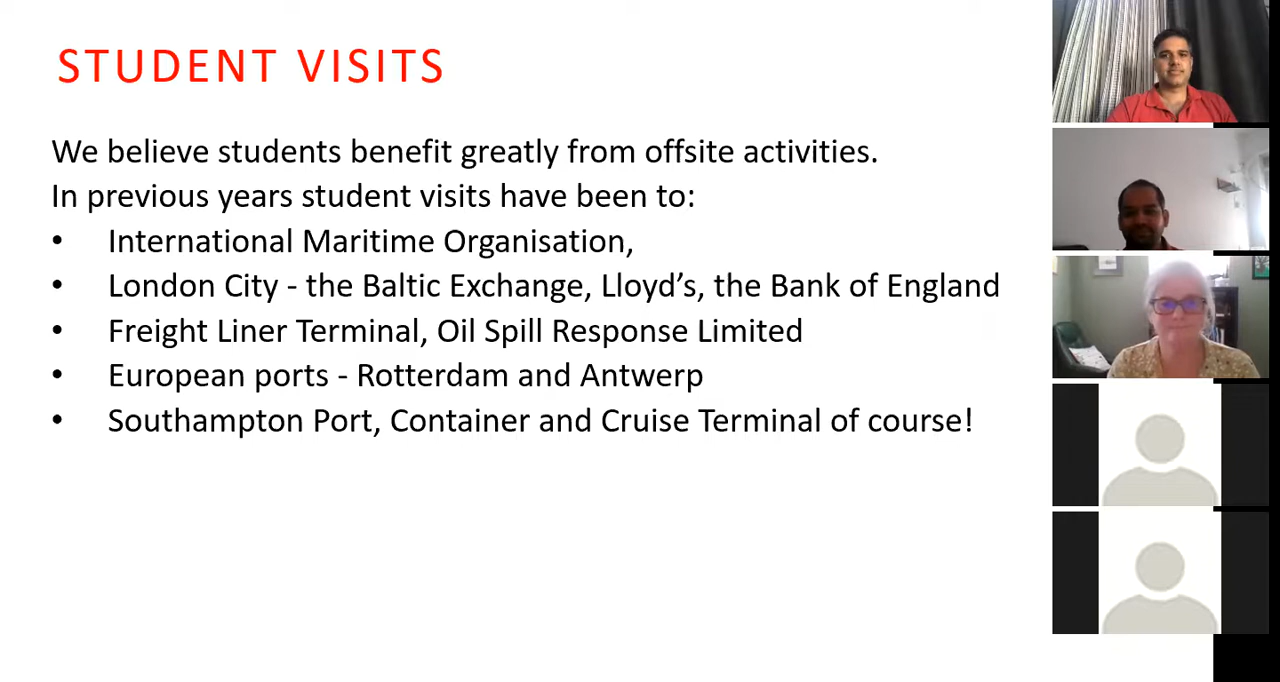 STUDENT VISITS
We believe students benefit greatly from offsite activities.
In previous years student visits have been to:
• International Maritime Organisation,
• London City - the Baltic Exchange, Lloyd’s, the Bank of England
• Freight Liner Terminal, Oil Spill Response Limited
• European ports - Rotterdam and Antwerp
• Southampton Port, Container and Cruise Terminal of course!